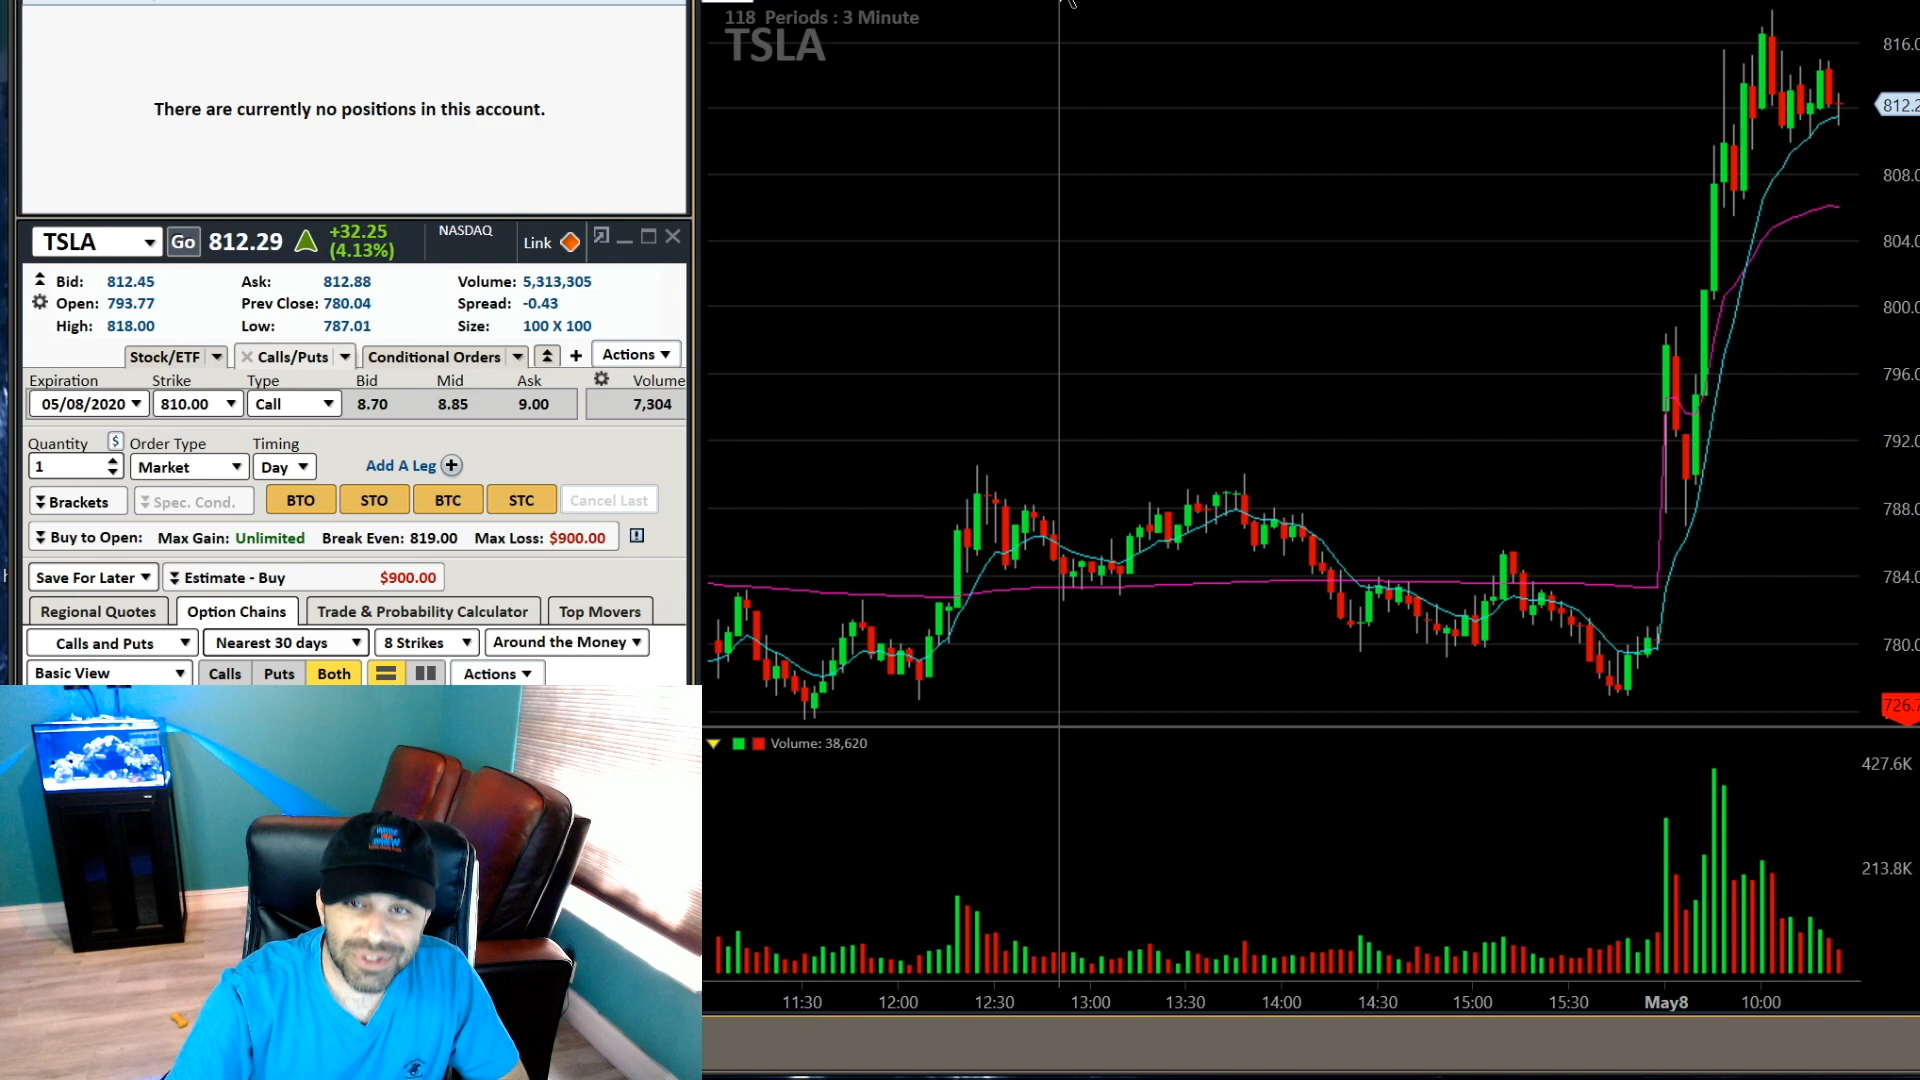 There are currently no positions in this account.
TSLA Go 812.29 +32.25 (4.13%) NASDAQ Link
Bid: 812.45 Ask: 812.88 Volume: 5,313,305
Open: 793.77 Prev Close: 780.04 Spread: -0.43
High: 818.00 Low: 787.01 Size: 100 X 100
Stock/ETF Calls/Puts Conditional Orders + Actions
Expiration Strike Type Bid Mid Ask Volume
05/08/2020 810.00 Call 8.70 8.85 9.00 7,304
Quantity $ Order Type Timing
1 Market Day Add A Leg
Brackets Spec. Cond. BTO STO BTC STC Cancel Last
Buy to Open: Max Gain: Unlimited Break Even: 819.00 Max Loss: $900.00
Save For Later Estimate - Buy $900.00
Regional Quotes Option Chains Trade & Probability Calculator Top Movers
Calls and Puts Nearest 30 days 8 Strikes Around the Money
Basic View Calls Puts Both Actions
118 Periods : 3 Minute
TSLA
816.0
812.2
808.0
804.0
800.0
796.0
792.0
788.0
784.0
780.0
726.7
Volume: 38,620
427.6K
213.8K
11:30 12:00 12:30 13:00 13:30 14:00 14:30 15:00 15:30 May8 10:00